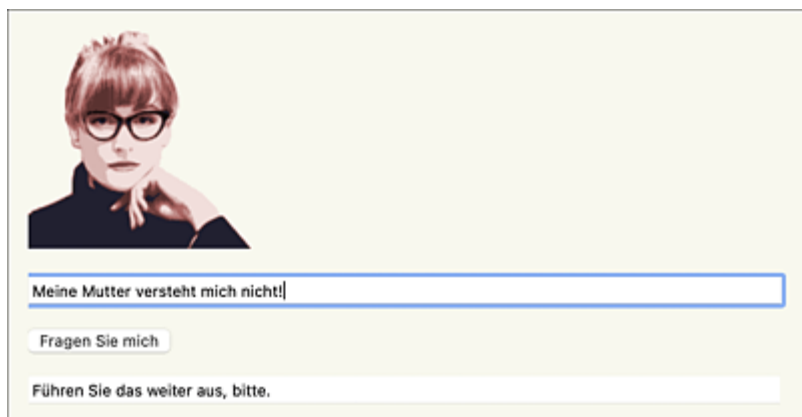 Meine Mutter versteht mich nicht!
Fragen Sie mich
Führen Sie das weiter aus, bitte.